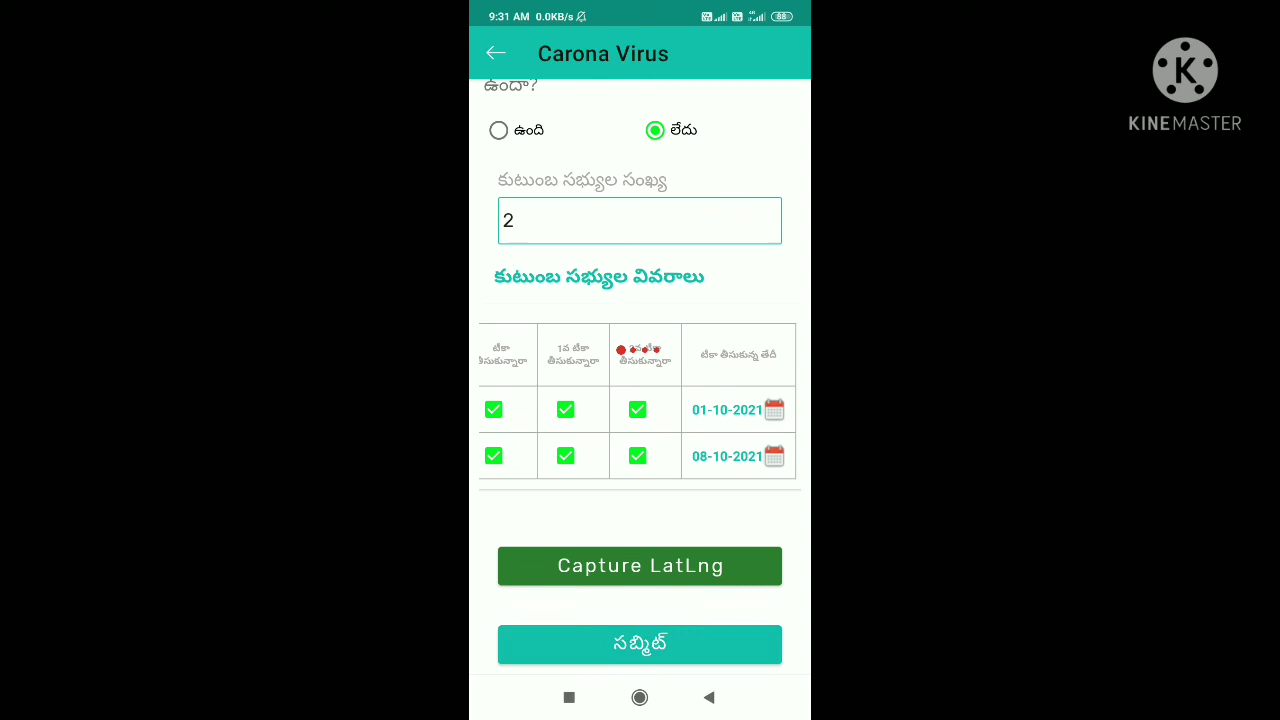 9:31 AM 0.0KB/s 88
Carona Virus
ఉందా?
ఉంది లేదు
కుటుంబ సభ్యుల సంఖ్య
2
కుటుంబ సభ్యుల వివరాలు
టీకా 1వ టీకా
తీసుకున్నారా తీసుకున్నారా తీసుకున్నారా టీకా తీసుకున్న తేదీ
01-10-2021
08-10-2021
Capture LatLng
సబ్మిట్
KINEMASTER